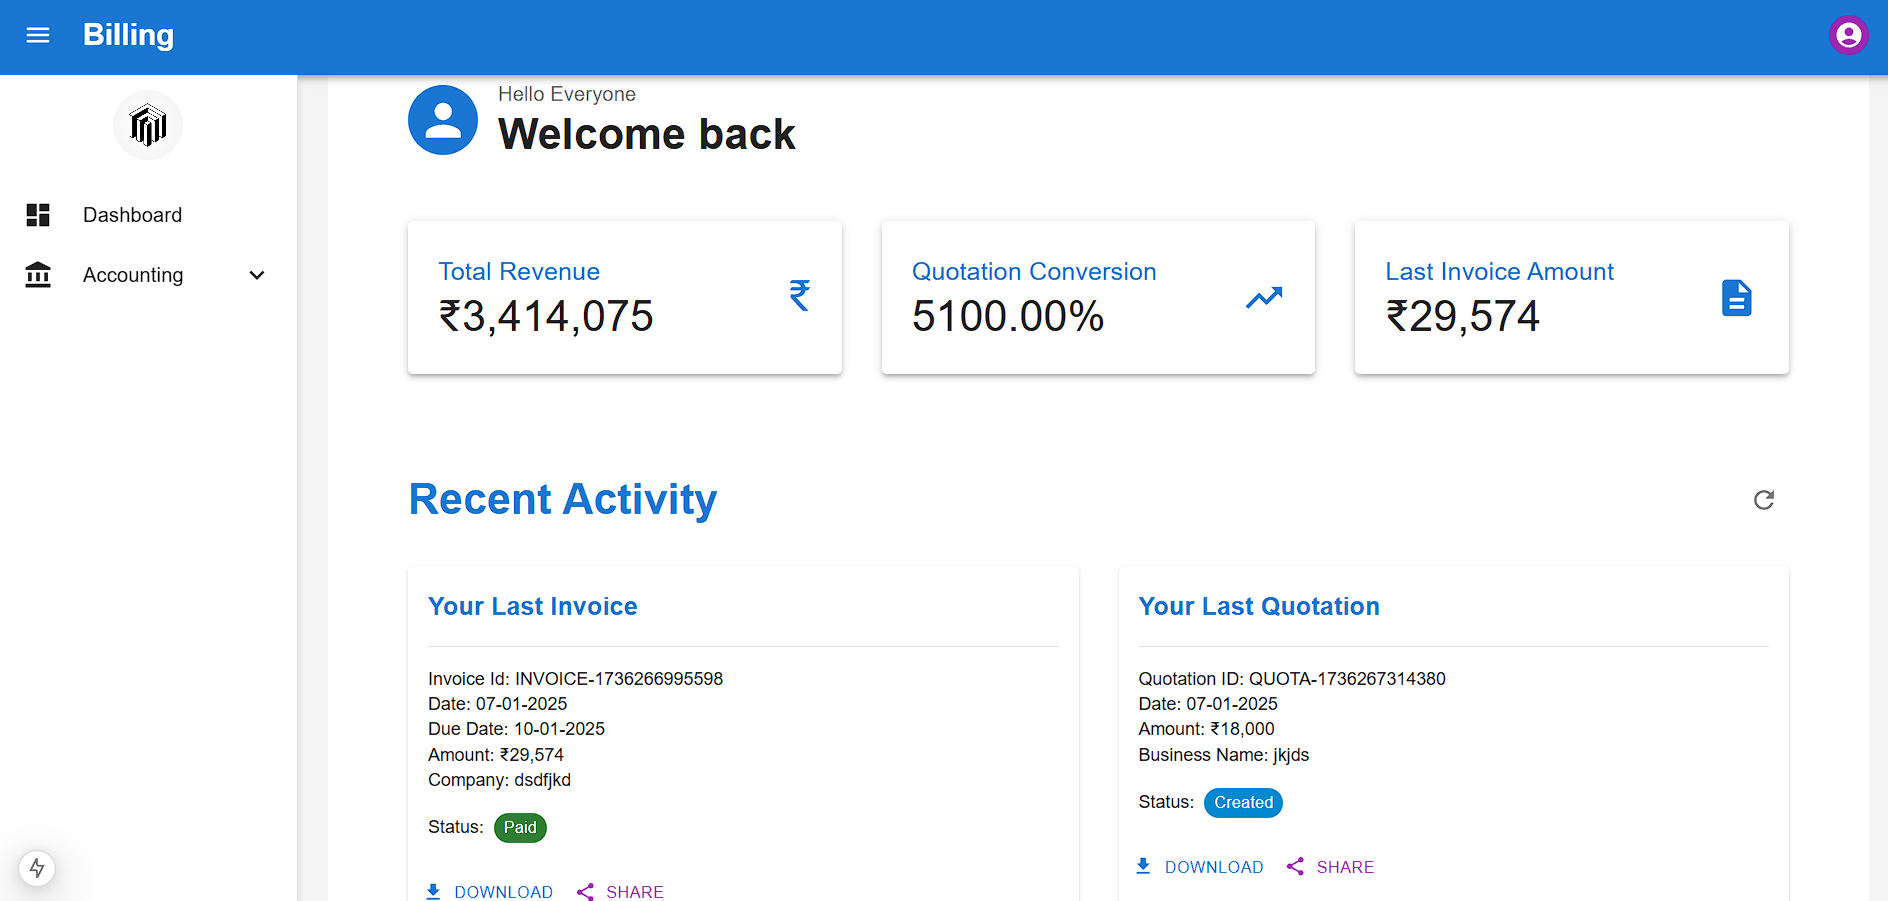 Billing
Dashboard
Accounting
Hello Everyone
Welcome back
Total Revenue
₹3,414,075
Quotation Conversion
5100.00%
Last Invoice Amount
₹29,574
Recent Activity
Your Last Invoice
Invoice Id: INVOICE-1736266995598
Date: 07-01-2025
Due Date: 10-01-2025
Amount: ₹29,574
Company: dsdfjkd
Status: Paid
DOWNLOAD SHARE
Your Last Quotation
Quotation ID: QUOTA-1736267314380
Date: 07-01-2025
Amount: ₹18,000
Business Name: jkjds
Status: Created
DOWNLOAD SHARE